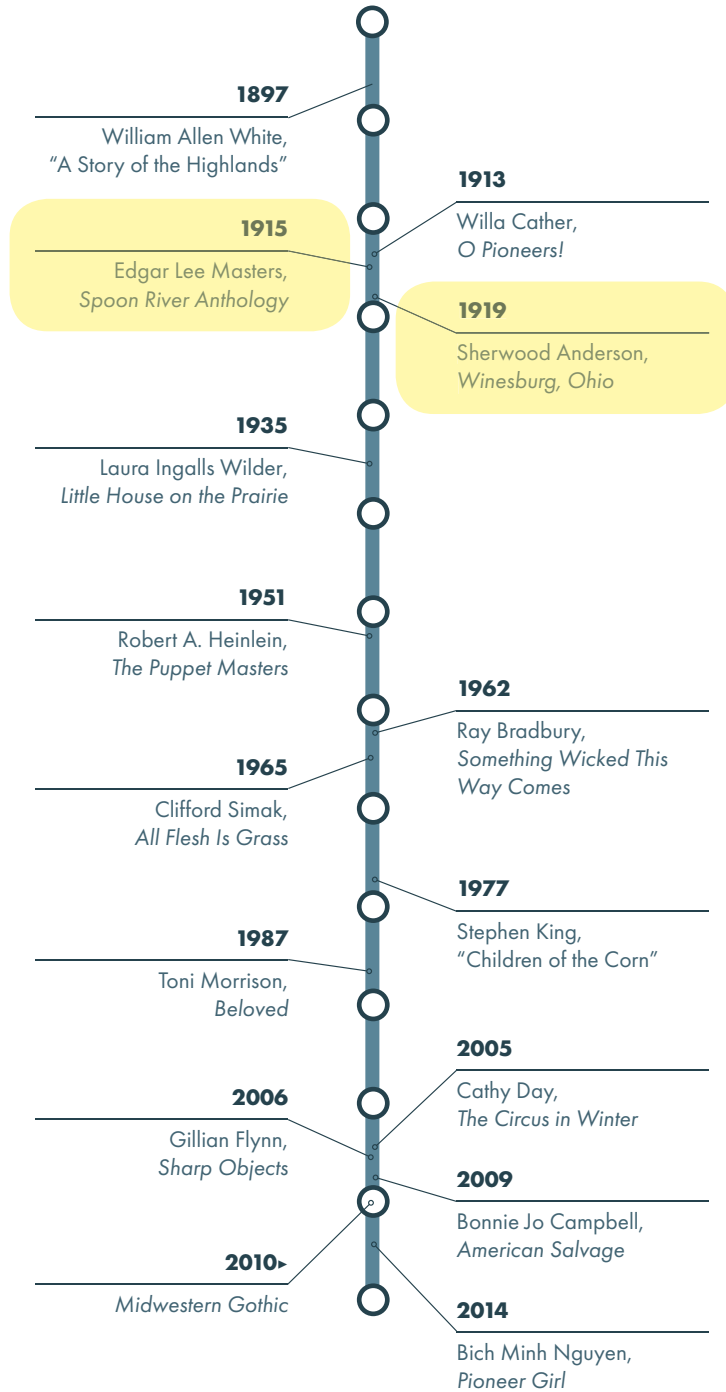 1897
William Allen White,
“A Story of the Highlands”
1913
Willa Cather,
O Pioneers!
1915
Edgar Lee Masters,
Spoon River Anthology
1919
Sherwood Anderson,
Winesburg, Ohio
1935
Laura Ingalls Wilder,
Little House on the Prairie
1951
Robert A. Heinlein,
The Puppet Masters
1962
Ray Bradbury,
Something Wicked This
Way Comes
1965
Clifford Simak,
All Flesh Is Grass
1977
Stephen King,
“Children of the Corn”
1987
Toni Morrison,
Beloved
2005
Cathy Day,
The Circus in Winter
2006
Gillian Flynn,
Sharp Objects
2009
Bonnie Jo Campbell,
American Salvage
2010▸
Midwestern Gothic
2014
Bich Minh Nguyen,
Pioneer Girl